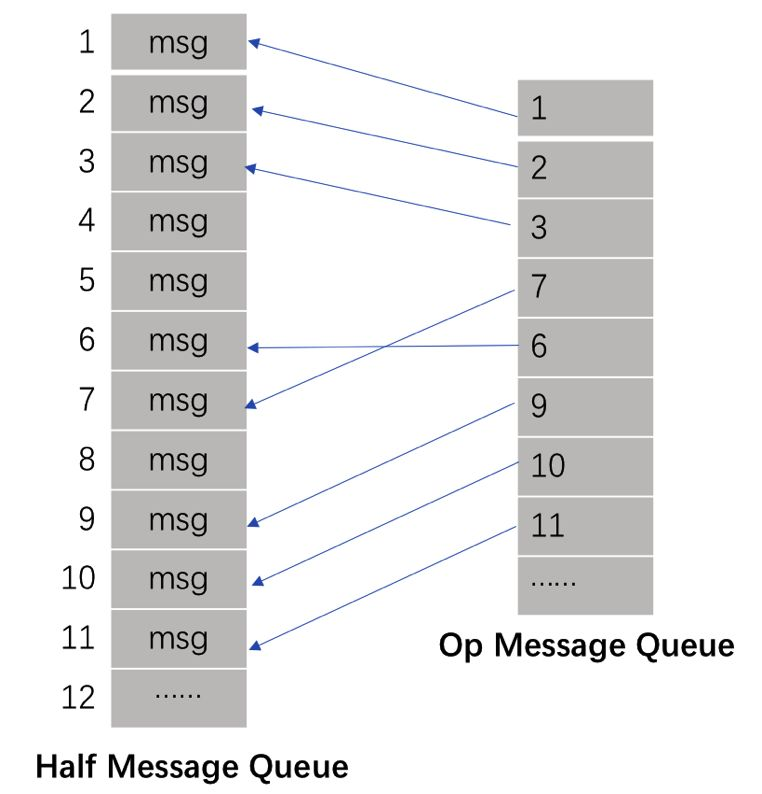 1 msg
2 msg
3 msg
4 msg
5 msg
6 msg
7 msg
8 msg
9 msg
10 msg
11 msg
12 ......
Half Message Queue
1
2
3
7
6
9
10
11
......
Op Message Queue